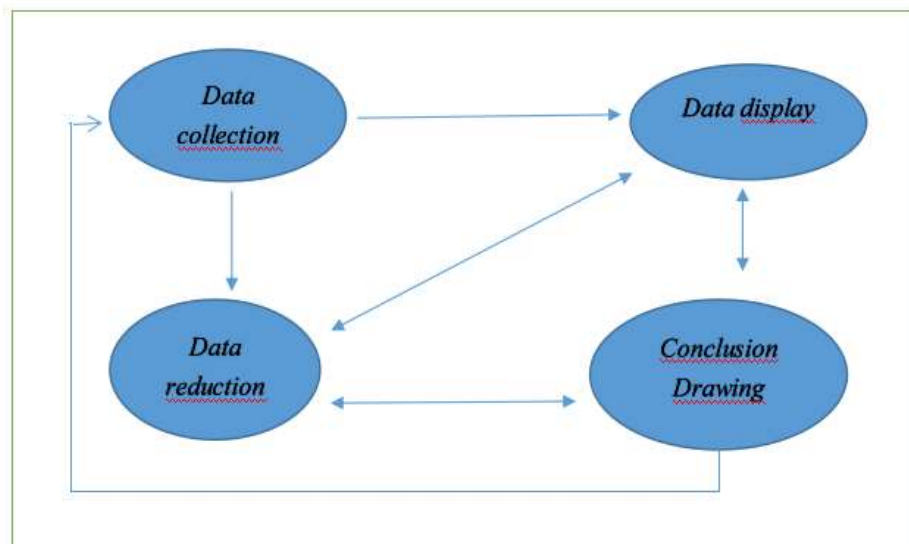 Data
collection
Data display
Data
reduction
Conclusion
Drawing